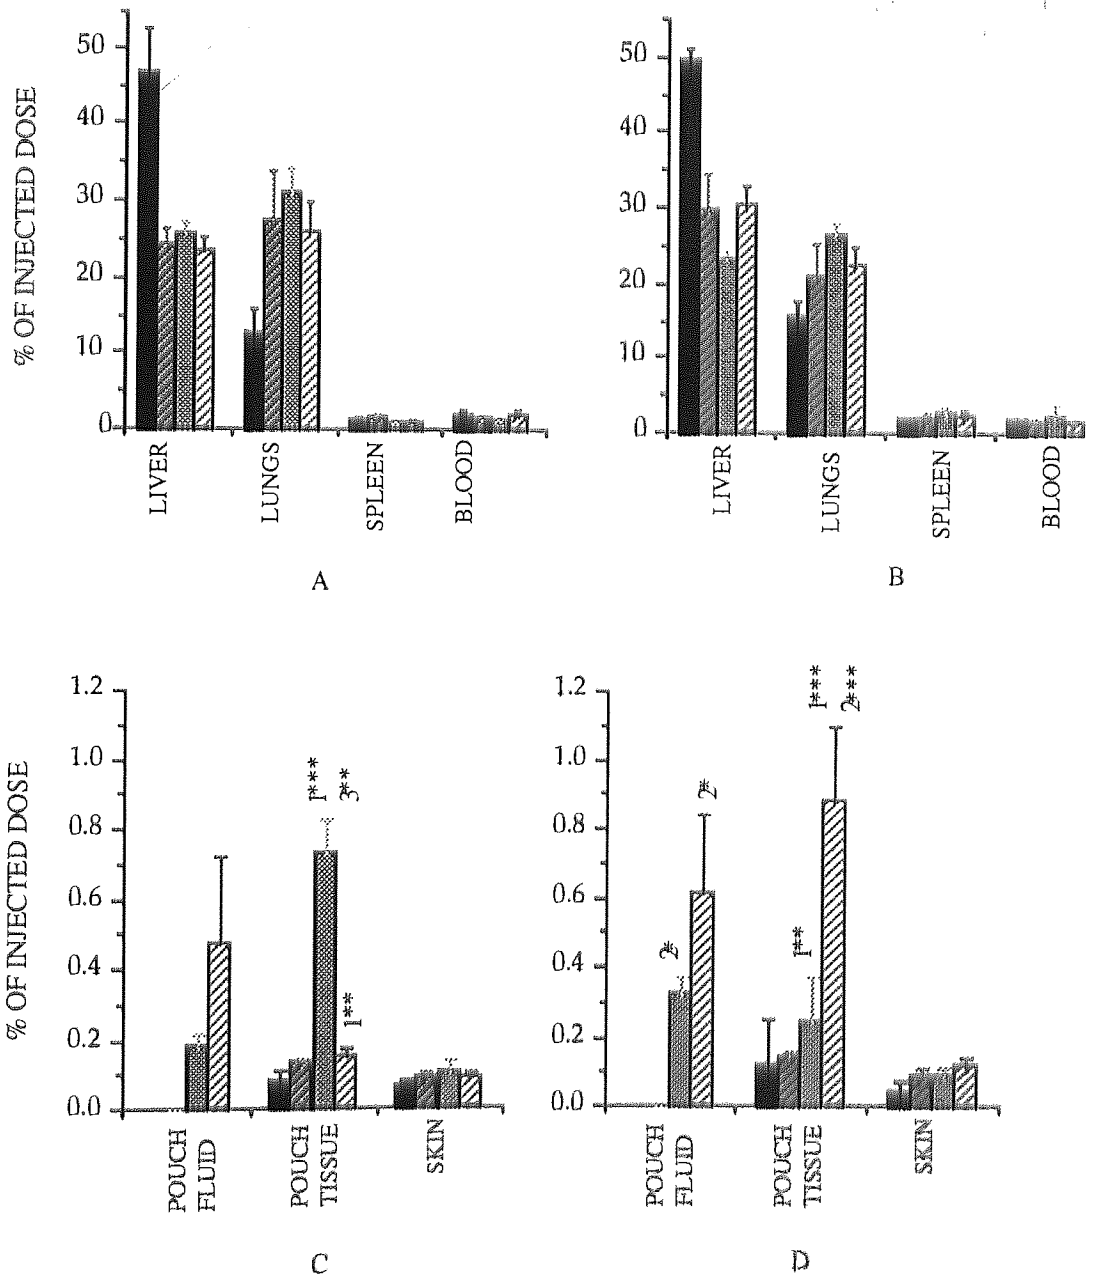 % OF INJECTED DOSE
50
40
30
20
10
0
LIVER
LUNGS
SPLEEN
BLOOD
A
50
40
30
20
10
0
LIVER
LUNGS
SPLEEN
BLOOD
B
% OF INJECTED DOSE
1.2
1.0
0.8
0.6
0.4
0.2
0.0
1***
3**
1**
POUCH
FLUID
POUCH
TISSUE
SKIN
C
1.2
1.0
0.8
0.6
0.4
0.2
0.0
2*
2*
1**
1***
2***
POUCH
FLUID
POUCH
TISSUE
SKIN
D